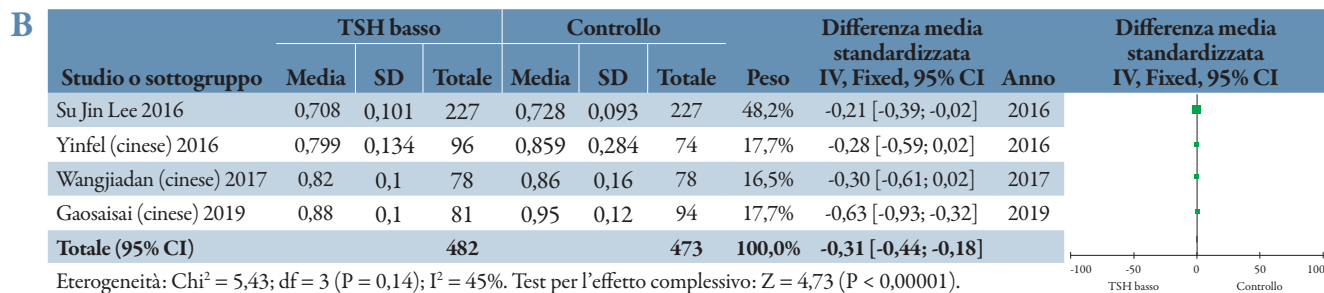 B
TSH basso Controllo Differenza media standardizzata IV, Fixed, 95% CI Differenza media standardizzata IV, Fixed, 95% CI
Studio o sottogruppo Media SD Totale Media SD Totale Peso Anno
Su Jin Lee 2016 0,708 0,101 227 0,728 0,093 227 48,2% -0,21 [-0,39; -0,02] 2016
Yinfel (cinese) 2016 0,799 0,134 96 0,859 0,284 74 17,7% -0,28 [-0,59; 0,02] 2016
Wangjiadan (cinese) 2017 0,82 0,1 78 0,86 0,16 78 16,5% -0,30 [-0,61; 0,02] 2017
Gaosaisai (cinese) 2019 0,88 0,1 81 0,95 0,12 94 17,7% -0,63 [-0,93; -0,32] 2019
Totale (95% CI) 482 473 100,0% -0,31 [-0,44; -0,18]
Eterogeneità: Chi² = 5,43; df = 3 (P = 0,14); I² = 45%. Test per l'effetto complessivo: Z = 4,73 (P < 0,00001).
-100 -50 0 50 100
TSH basso Controllo